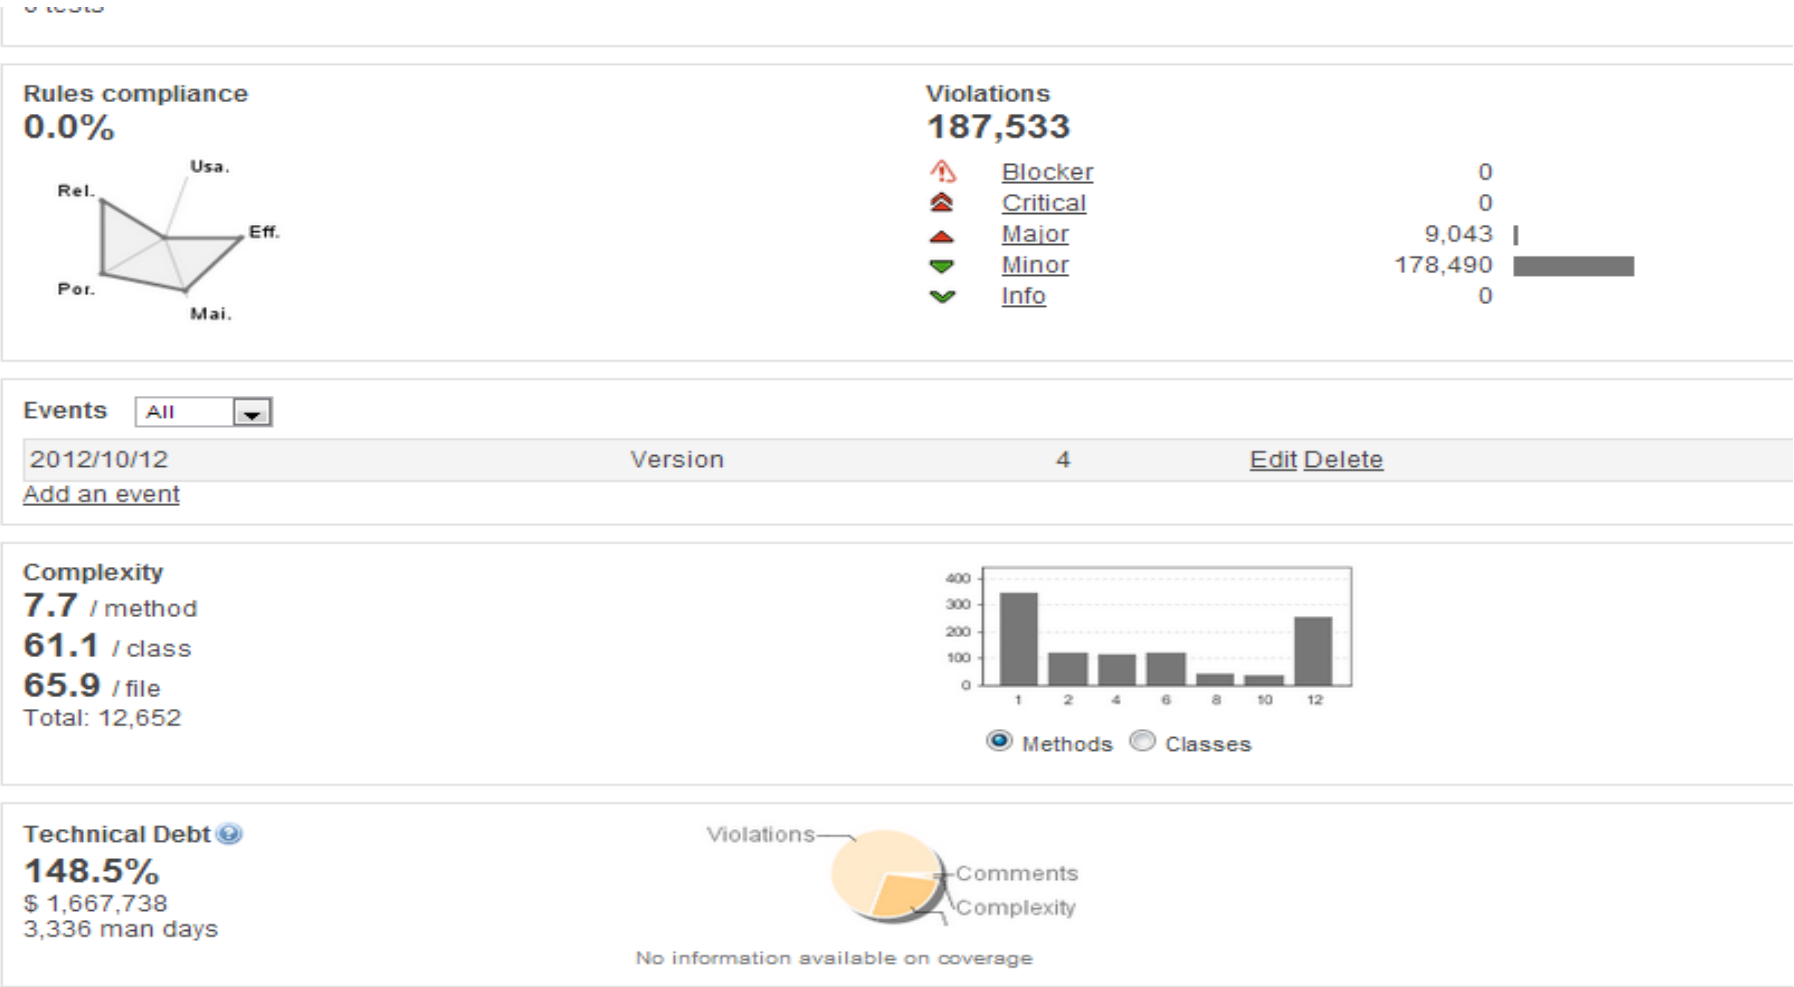 Rules compliance
0.0%
Usa.
Rel.
Eff.
Por.
Mai.
Violations
187,533
Blocker 0
Critical 0
Major 9,043
Minor 178,490
Info 0
Events All
2012/10/12 Version 4 Edit Delete
Add an event
Complexity
7.7 / method
61.1 / class
65.9 / file
Total: 12,652
400
300
200
100
0
1 2 4 6 8 10 12
Methods Classes
Technical Debt
148.5%
$ 1,667,738
3,336 man days
Violations
Comments
Complexity
No information available on coverage